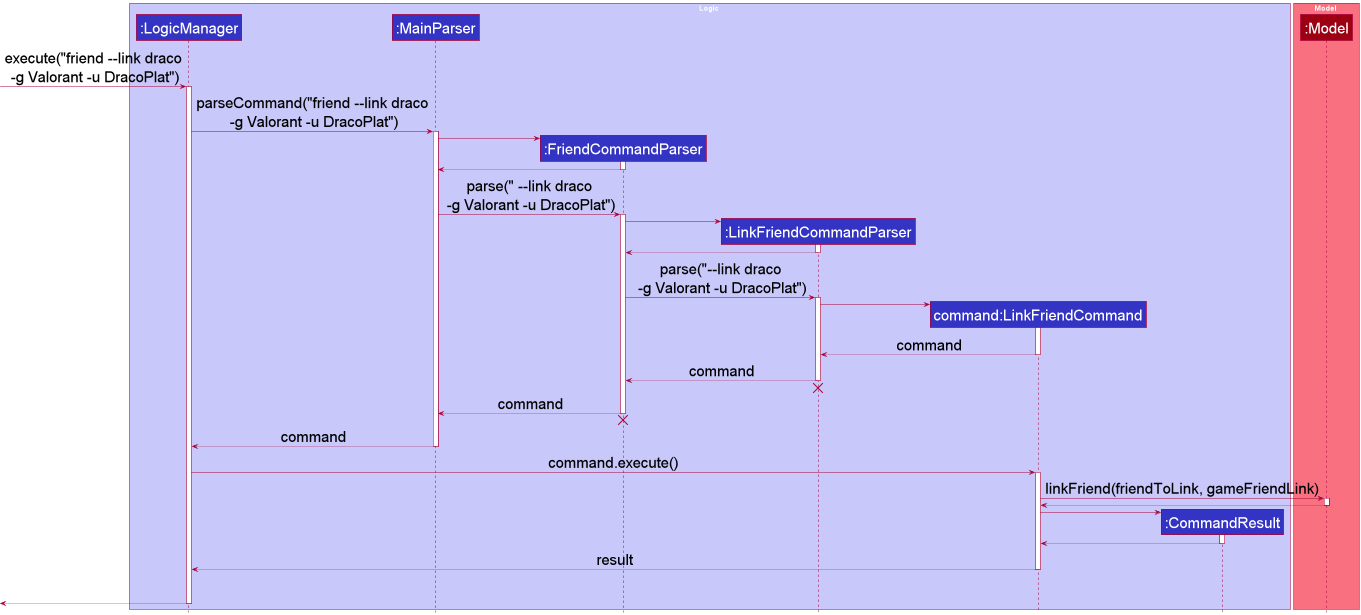 Logic
Model
:LogicManager
:MainParser
:Model
execute("friend --link draco
-g Valorant -u DracoPlat")
parseCommand("friend --link draco
-g Valorant -u DracoPlat")
:FriendCommandParser
parse(" --link draco
-g Valorant -u DracoPlat")
:LinkFriendCommandParser
parse("--link draco
-g Valorant -u DracoPlat")
command:LinkFriendCommand
command
command
command
command
command.execute()
linkFriend(friendToLink, gameFriendLink)
:CommandResult
result